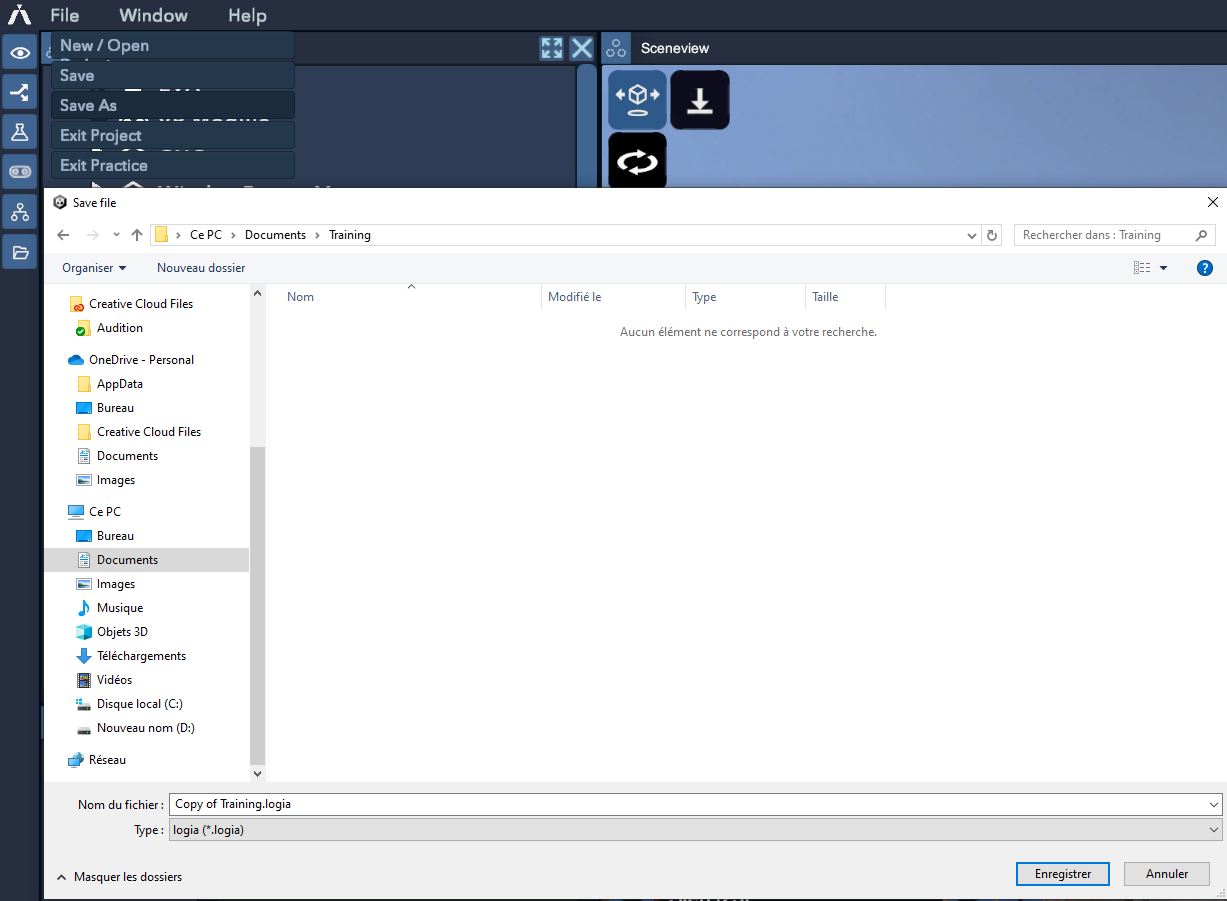 File Window Help
New / Open
Save
Save As
Exit Project
Exit Practice
Sceneview
Save file
Ce PC > Documents > Training
Rechercher dans : Training
Organiser
Nouveau dossier
Nom
Modifié le
Type
Taille
Aucun élément ne correspond à votre recherche.
Creative Cloud Files
Audition
OneDrive - Personal
AppData
Bureau
Creative Cloud Files
Documents
Images
Ce PC
Bureau
Documents
Images
Musique
Objets 3D
Téléchargements
Vidéos
Disque local (C:)
Nouveau nom (D:)
Réseau
Nom du fichier : Copy of Training.logia
Type : logia (*.logia)
Masquer les dossiers
Enregistrer
Annuler